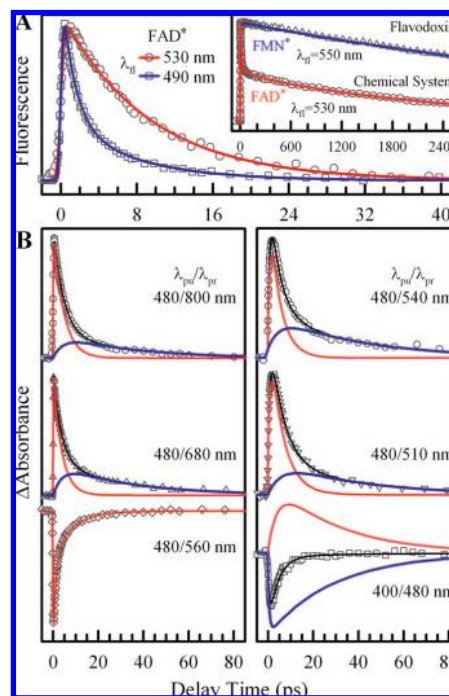 A
FAD*
λfl
530 nm
490 nm
Fluorescence
Flavodoxi
FMN*
λfl=550 nm
Chemical System
FAD*
λfl=530 nm
0 600 1200 1800 240
0 8 16 24 32 40
B
λpu/λpr
480/800 nm
λpu/λpr
480/540 nm
480/680 nm
480/510 nm
480/560 nm
400/480 nm
ΔAbsorbance
0 20 40 60 80
0 20 40 60 80
Delay Time (ps)